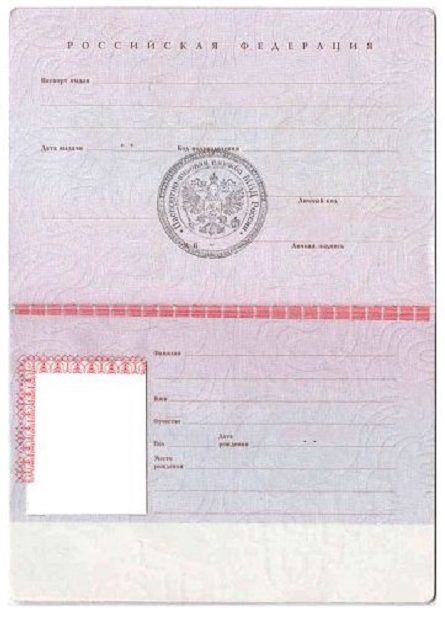 РОССИЙСКАЯ ФЕДЕРАЦИЯ
Паспорт выдан
Дата выдачи Код подразделения
Личный код
Личная подпись
Фамилия
Имя
Отчество
Пол Дата рождения
Место рождения